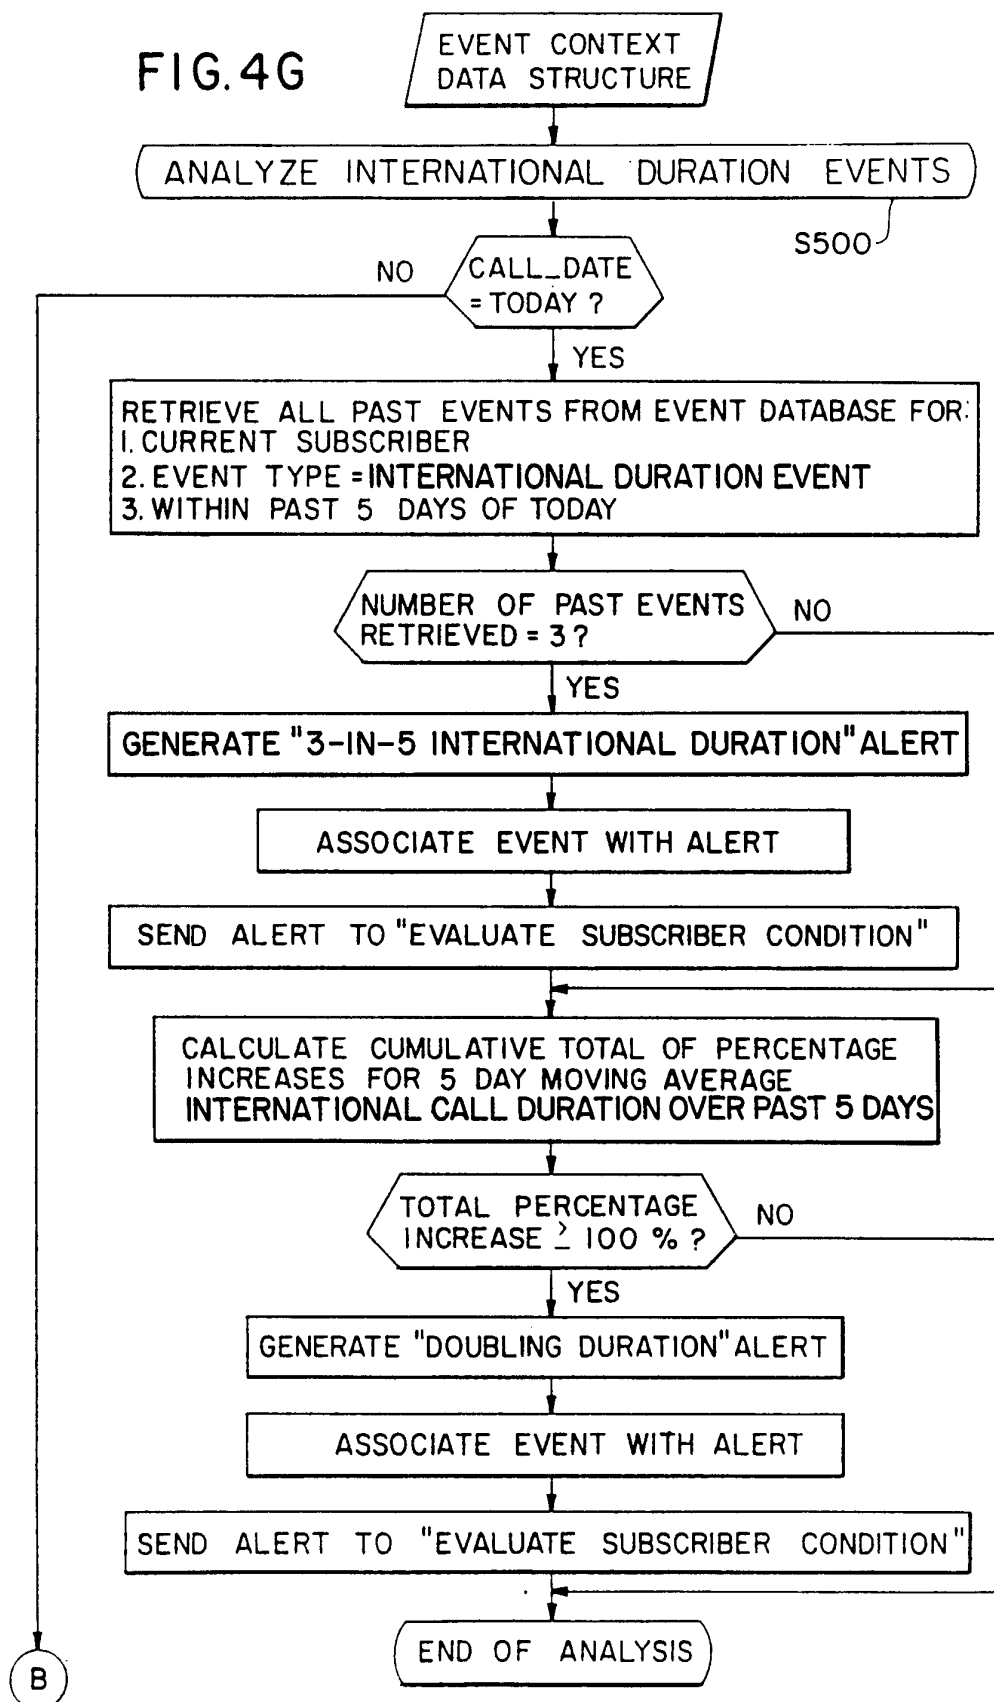 FIG.4G
EVENT CONTEXT
DATA STRUCTURE
ANALYZE INTERNATIONAL DURATION EVENTS
S500
CALL_DATE
= TODAY ?
NO
YES
RETRIEVE ALL PAST EVENTS FROM EVENT DATABASE FOR:
1. CURRENT SUBSCRIBER
2. EVENT TYPE = INTERNATIONAL DURATION EVENT
3. WITHIN PAST 5 DAYS OF TODAY
NUMBER OF PAST EVENTS
RETRIEVED = 3 ?
NO
YES
GENERATE "3-IN-5 INTERNATIONAL DURATION" ALERT
ASSOCIATE EVENT WITH ALERT
SEND ALERT TO "EVALUATE SUBSCRIBER CONDITION"
CALCULATE CUMULATIVE TOTAL OF PERCENTAGE
INCREASES FOR 5 DAY MOVING AVERAGE
INTERNATIONAL CALL DURATION OVER PAST 5 DAYS
TOTAL PERCENTAGE
INCREASE ≥ 100 % ?
NO
YES
GENERATE "DOUBLING DURATION" ALERT
ASSOCIATE EVENT WITH ALERT
SEND ALERT TO "EVALUATE SUBSCRIBER CONDITION"
END OF ANALYSIS
B